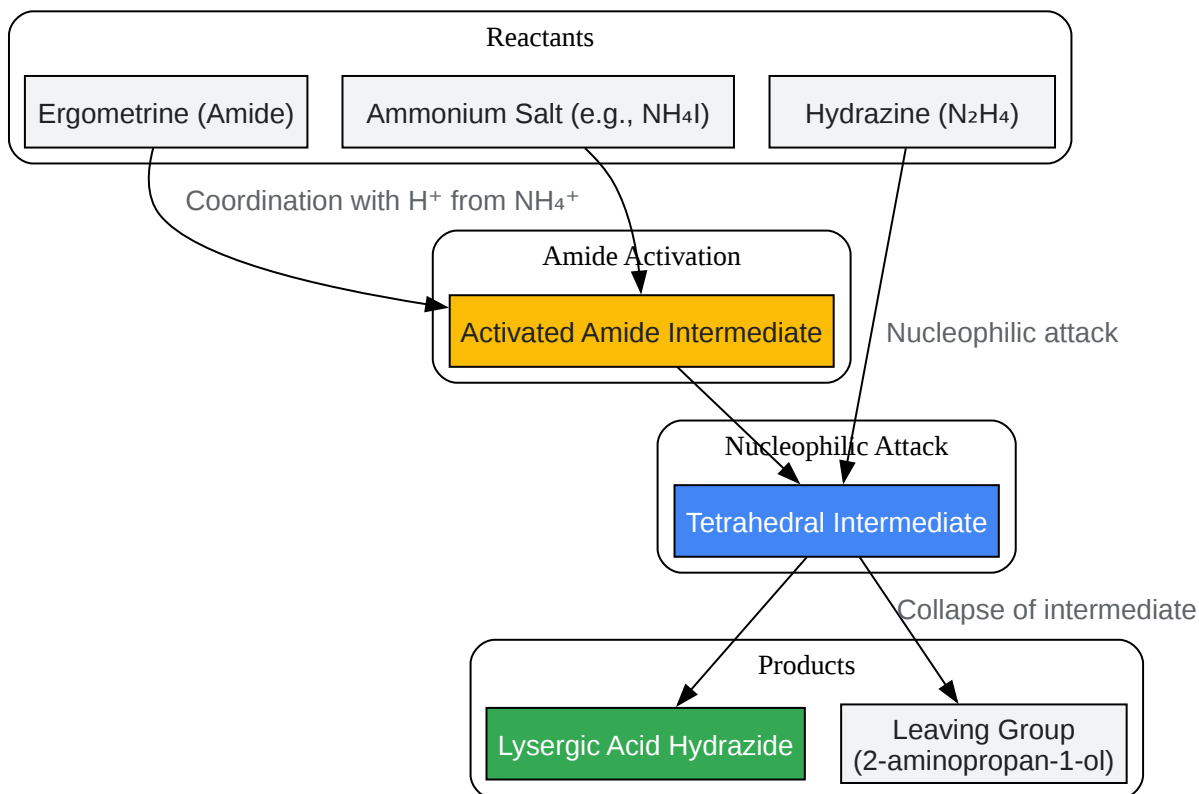 Reactants
Ergometrine (Amide)
Ammonium Salt (e.g., NH₄I)
Hydrazine (N₂H₄)
Coordination with H⁺ from NH₄⁺
Amide Activation
Activated Amide Intermediate
Nucleophilic attack
Nucleophilic Attack
Tetrahedral Intermediate
Collapse of intermediate
Products
Lysergic Acid Hydrazide
Leaving Group
(2-aminopropan-1-ol)